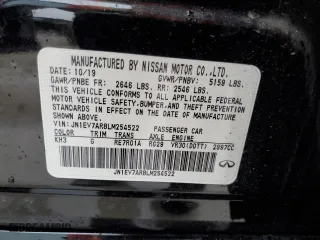 MANUFACTURED BY NISSAN MOTOR CO.,LTD.
10/19 GVWR/PNBV: 5159 LBS.
GAWR/PNBE FR: 2646 LBS. RR: 2546 LBS.
THIS VEHICLE CONFORMS TO ALL APPLICABLE
FEDERAL MOTOR VEHICLE SAFETY, BUMPER,
AND THEFT PREVENTION STANDARDS IN EFFECT
ON THE DATE OF MANUFACTURE SHOWN ABOVE.
VIN: JN1EV7AR8LM254522 PASSENGER CAR
COLOR TRIM TRANS AXLE ENGINE
KH3 G RE7R01A RG29 VR30(DDTT) 2997CC
JN1EV7AR8LM254522